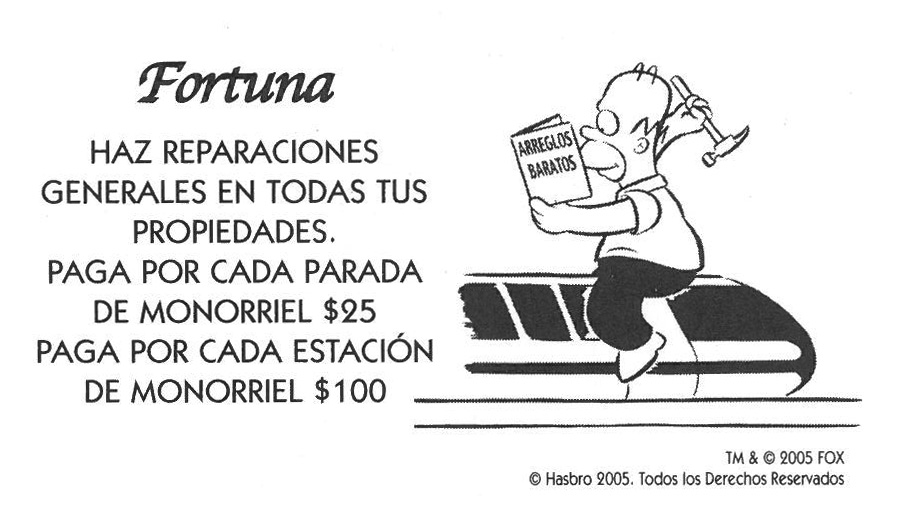 Fortuna
HAZ REPARACIONES
GENERALES EN TODAS TUS
PROPIEDADES.
PAGA POR CADA PARADA
DE MONORRIEL $25
PAGA POR CADA ESTACIÓN
DE MONORRIEL $100
ARREGLOS
BARATOS
TM & © 2005 FOX
© Hasbro 2005. Todos los Derechos Reservados